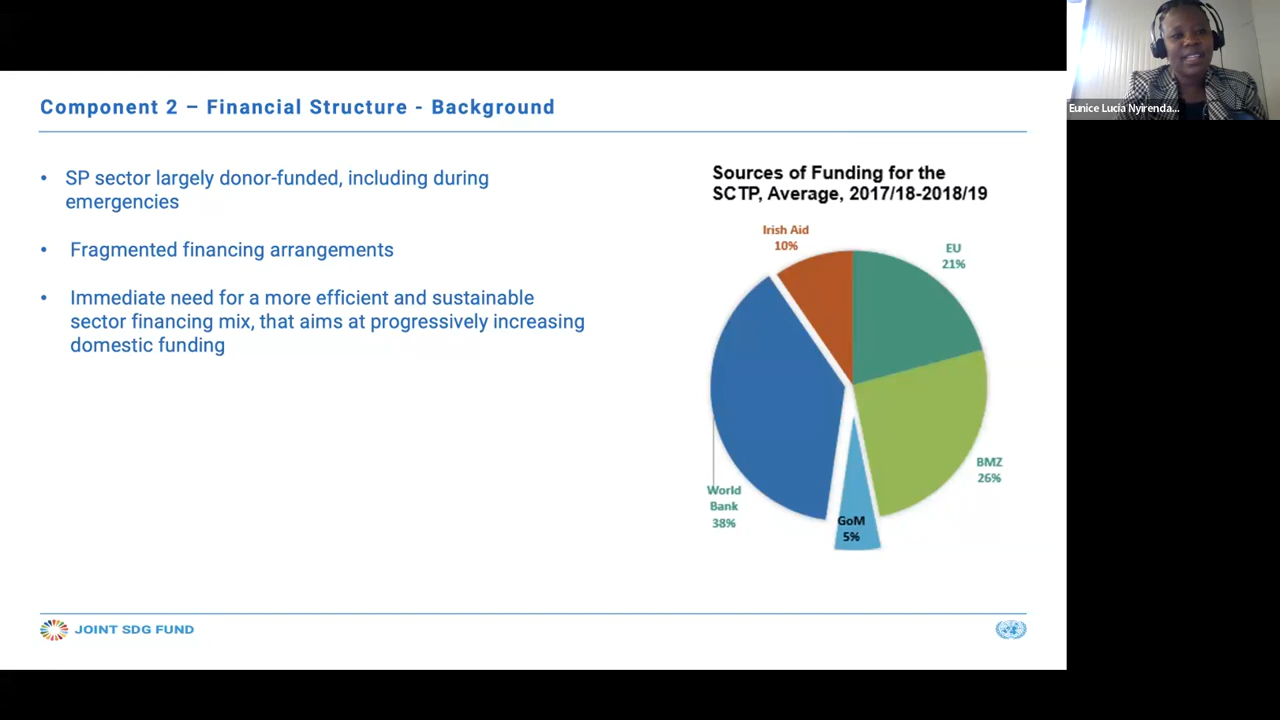 Component 2 – Financial Structure - Background
• SP sector largely donor-funded, including during
emergencies
• Fragmented financing arrangements
• Immediate need for a more efficient and sustainable
sector financing mix, that aims at progressively increasing
domestic funding
Sources of Funding for the
SCTP, Average, 2017/18-2018/19
Irish Aid
10%
EU
21%
BMZ
26%
World
Bank
38%
GoM
5%
JOINT SDG FUND
Eunice Lucia Nyirenda...